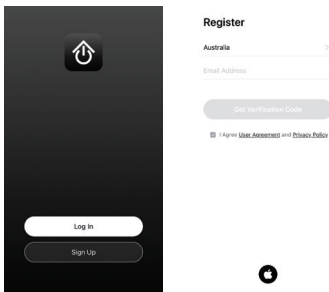 Log In
Sign Up
Register
Australia
Email Address
Get Verification Code
I Agree User Agreement and Privacy Policy